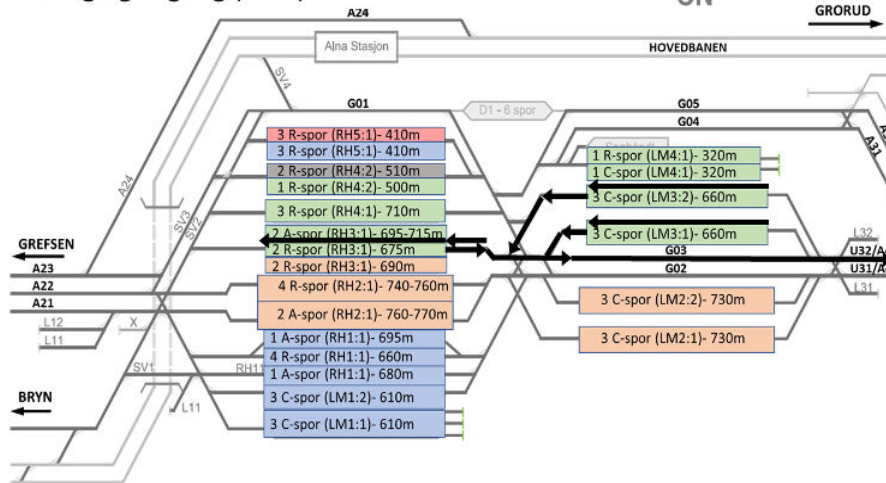 GRORUD
A24
Alna Stasjon
HOVEDBANEN
SV4
G01
D1 - 6 spor
G05
G04
A31
3 R-spor (RH5:1)- 410m
3 R-spor (RH5:1)- 410m
2 R-spor (RH4:2)- 510m
1 R-spor (RH4:2)- 500m
3 R-spor (RH4:1)- 710m
2 A-spor (RH3:1)- 695-715m
2 R-spor (RH3:1)- 675m
2 R-spor (RH3:1)- 690m
4 R-spor (RH2:1)- 740-760m
2 A-spor (RH2:1)- 760-770m
1 A-spor (RH1:1)- 695m
4 R-spor (RH1:1)- 660m
1 A-spor (RH1:1)- 680m
3 C-spor (LM1:2)- 610m
3 C-spor (LM1:1)- 610m
1 R-spor (LM4:1)- 320m
1 C-spor (LM4:1)- 320m
3 C-spor (LM3:2)- 660m
3 C-spor (LM3:1)- 660m
G03
G02
3 C-spor (LM2:2)- 730m
3 C-spor (LM2:1)- 730m
L32
U32/A
U31/A
L31
A24
SV3
SV2
GREFSEN
A23
A22
A21
L12
X
L11
SV1
RH11
L11
BRYN